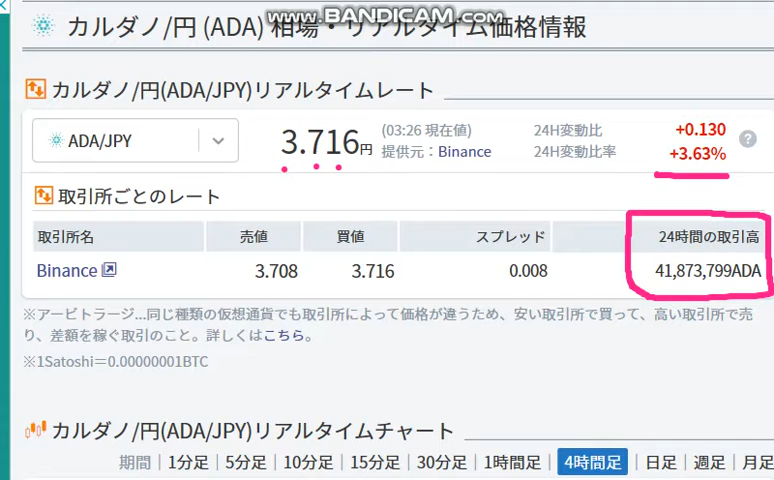 www.BANDICAM.com
カルダノ/円 (ADA) 相場・リアルタイム価格情報
カルダノ/円(ADA/JPY)リアルタイムレート
ADA/JPY
3.716円
(03:26 現在値)
提供元：Binance
24H変動比 +0.130
24H変動比率 +3.63%
?
取引所ごとのレート
取引所名 売値 買値 スプレッド 24時間の取引高
Binance 3.708 3.716 0.008 41,873,799ADA
※アービトラージ…同じ種類の仮想通貨でも取引所によって価格が違うため、安い取引所で買って、高い取引所で売
り、差額を稼ぐ取引のこと。詳しくはこちら。
※1Satoshi＝0.00000001BTC
カルダノ/円(ADA/JPY)リアルタイムチャート
期間 | 1分足 | 5分足 | 10分足 | 15分足 | 30分足 | 1時間足 | 4時間足 | 日足 | 週足 | 月足